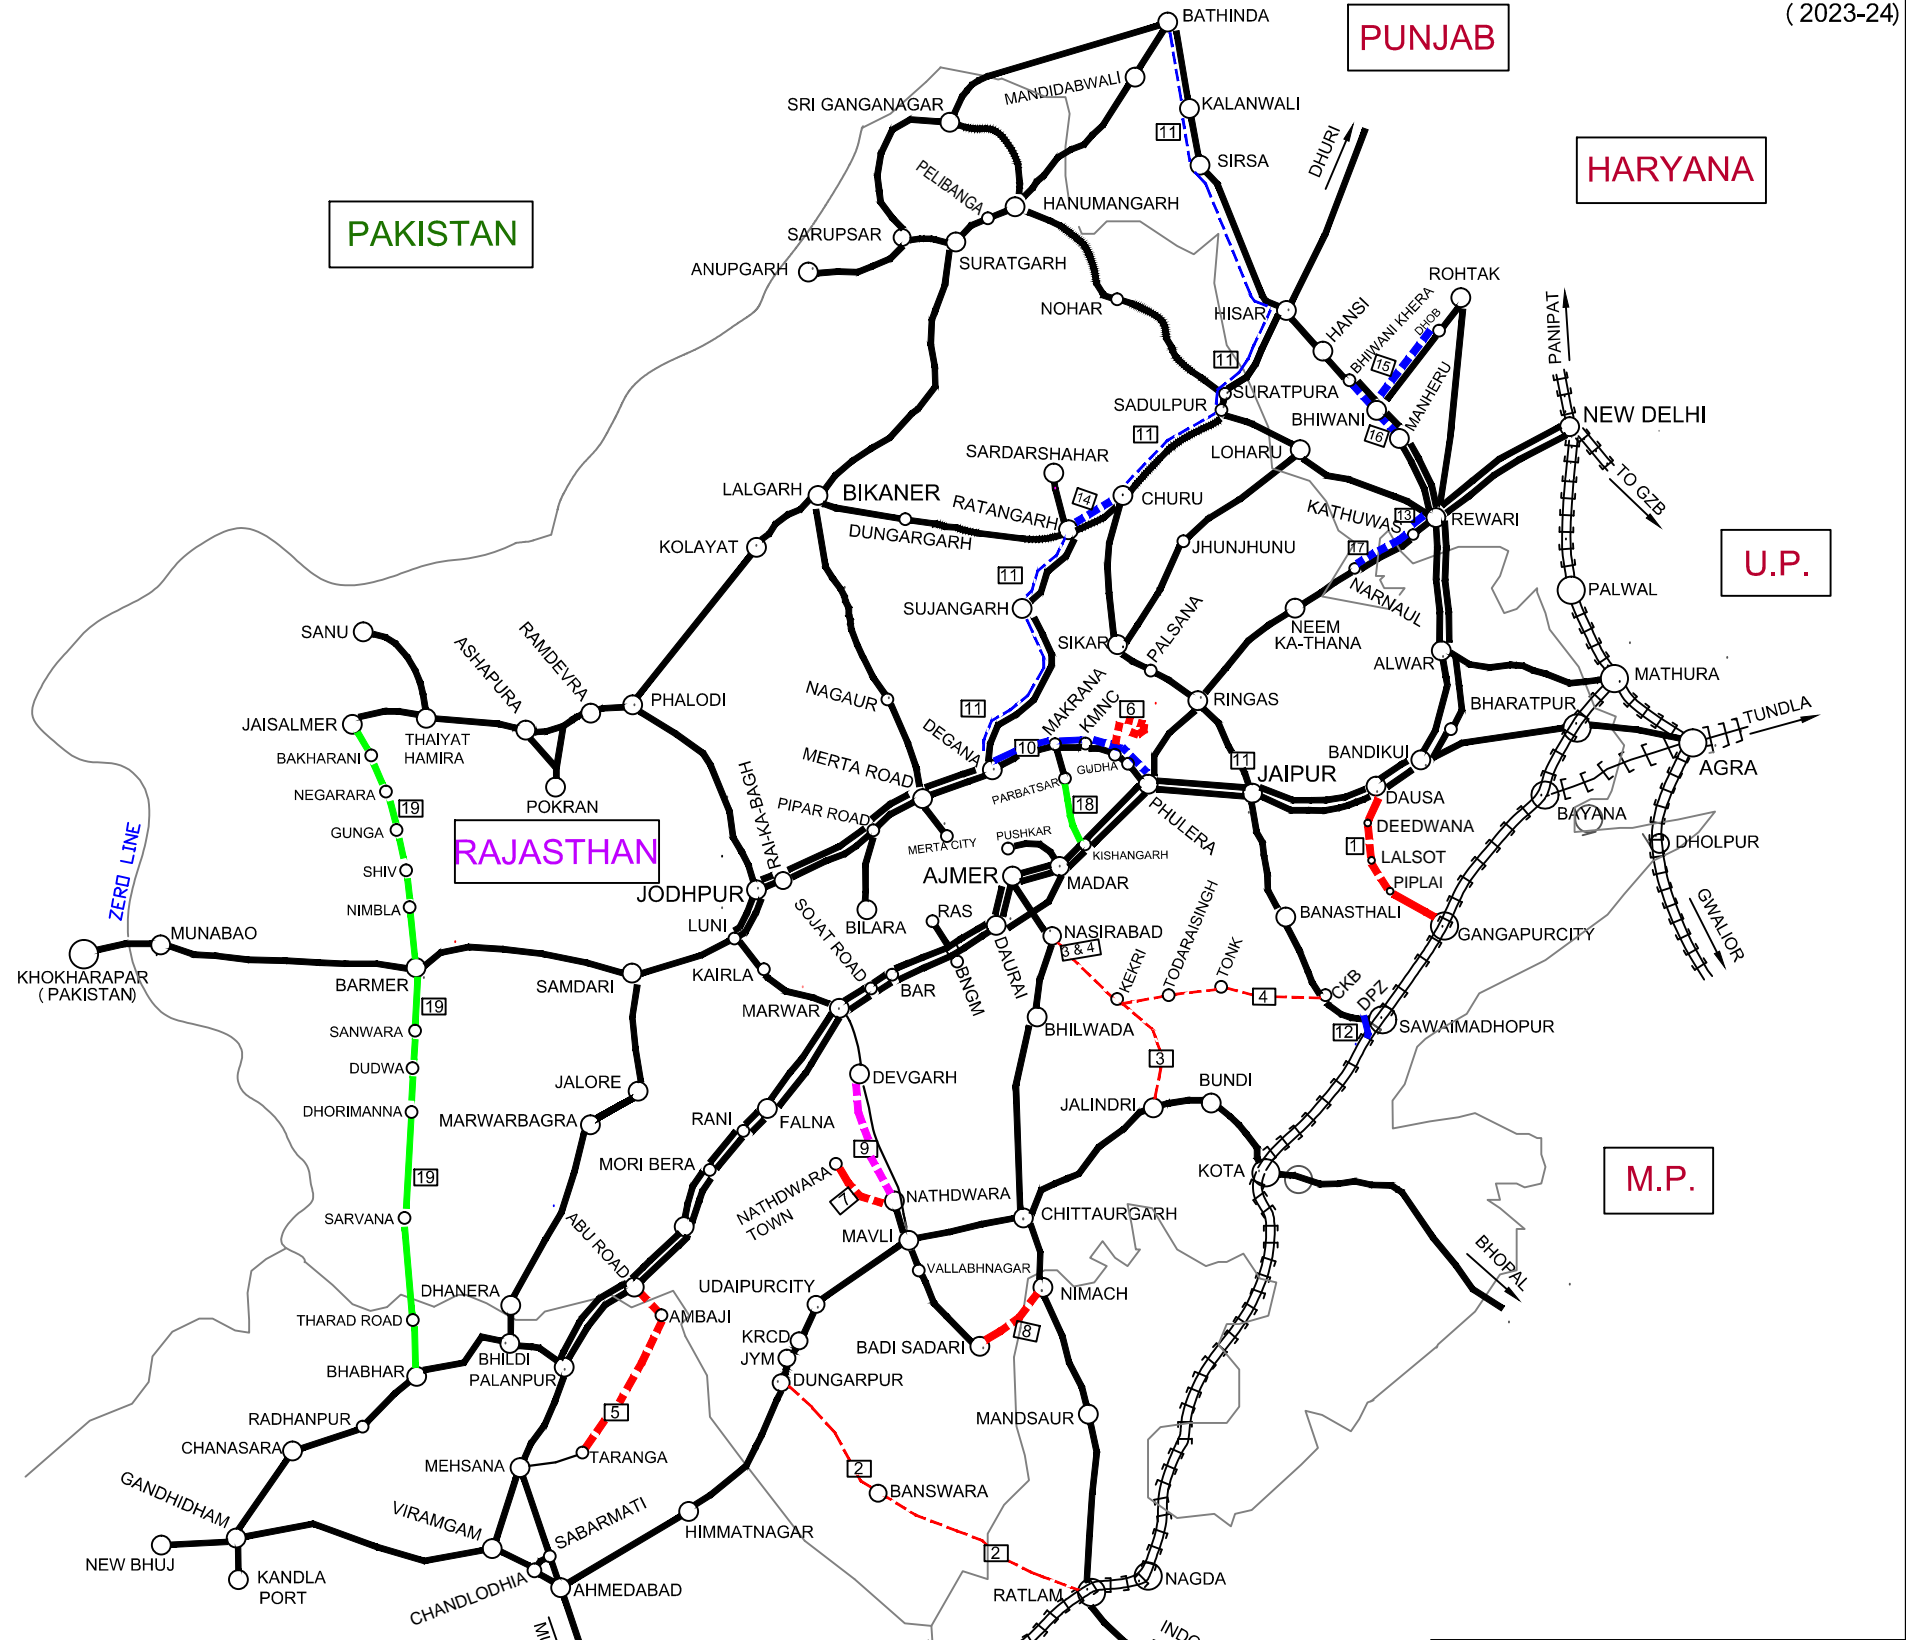 (2023-24)
BATHINDA
PUNJAB
MANDIDABWALI
SRI GANGANAGAR
KALANWALI
11
DHURI
SIRSA
HARYANA
PELIBANGA
HANUMANGARH
PAKISTAN
SARUPSAR
SURATGARH
ANUPGARH
ROHTAK
NOHAR
HISAR
HANSI
BHIWANI KHERA
DHOB
PANIPAT
11
15
SURATPURA
MANHERU
SADULPUR
BHIWANI
NEW DELHI
11
16
SARDARSHAHAR
LOHARU
TO GZB
LALGARH
BIKANER
RATANGARH
14
CHURU
KATHUWAS
13
REWARI
DUNGARGARH
KOLAYAT
JHUNJHUNU
17
U.P.
11
NARNAUL
PALWAL
SUJANGARH
NEEM
KA-THANA
SANU
ASHAPURA
RAMDEVRA
SIKAR
PALSANA
ALWAR
MATHURA
NAGAUR
MAKRANA
KMNC
RINGAS
BHARATPUR
PHALODI
11
6
TUNDLA
JAISALMER
THAIYAT
HAMIRA
BAKHARANI
DEGANA
10
11
BANDIKUI
AGRA
MERTA ROAD
GUDHA
JAIPUR
RAI-KA-BAGH
NEGARARA
POKRAN
PARBATSAR
DAUSA
19
PIPAR ROAD
18
PHULERA
BAYANA
GUNGA
RAJASTHAN
MERTA CITY
PUSHKAR
DEEDWANA
DHOLPUR
KISHANGARH
1
LALSOT
ZERO LINE
SHIV
JODHPUR
AJMER
MADAR
PIPLAI
NIMBLA
SOJAT ROAD
RAS
TODARAISINGH
BANASTHALI
GWALIOR
LUNI
BILARA
NASIRABAD
GANGAPURCITY
MUNABAO
3 & 4
TONK
KHOKHARAPAR
(PAKISTAN)
BARMER
SAMDARI
KAIRLA
BAR
BNGM
DAURAI
KEKRI
4
CKB
DPZ
19
MARWAR
BHILWADA
12
SAWAIMADHOPUR
SANWARA
3
DUDWA
JALORE
DEVGARH
BUNDI
DHORIMANNA
MARWARBAGRA
RANI
FALNA
JALINDRI
9
MORI BERA
KOTA
M.P.
19
NATHDWARA
TOWN
7
NATHDWARA
SARVANA
ABU ROAD
MAVLI
CHITTAURGARH
BHOPAL
VALLABHNAGAR
DHANERA
UDAIPURCITY
NIMACH
THARAD ROAD
AMBAJI
KRCD
8
BHILDI
JYM
BADI SADARI
BHABHAR
PALANPUR
DUNGARPUR
RADHANPUR
5
MANDSAUR
CHANASARA
MEHSANA
TARANGA
2
GANDHIDHAM
BANSWARA
VIRAMGAM
SABARMATI
HIMMATNAGAR
2
NEW BHUJ
KANDLA
PORT
CHANDLODHIA
AHMEDABAD
RATLAM
NAGDA